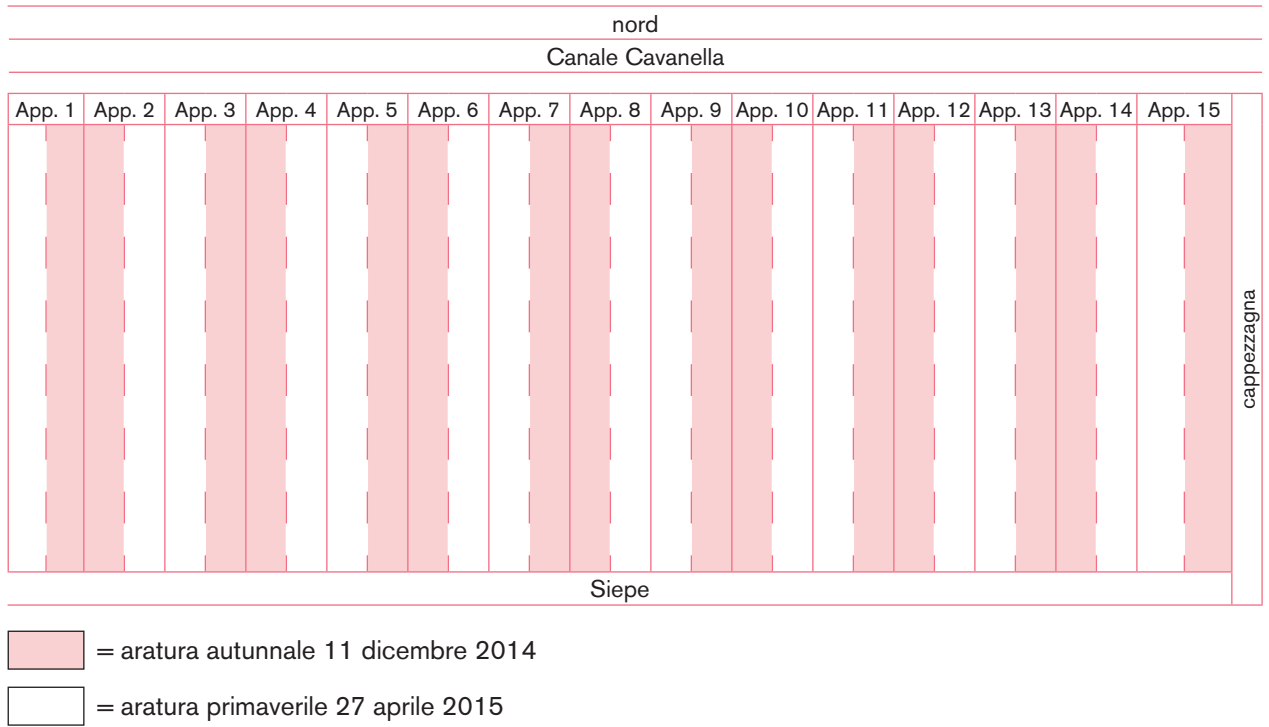 nord
Canale Cavanella
App. 1 App. 2 App. 3 App. 4 App. 5 App. 6 App. 7 App. 8 App. 9 App. 10 App. 11 App. 12 App. 13 App. 14 App. 15
cappezzagna
Siepe
= aratura autunnale 11 dicembre 2014
= aratura primaverile 27 aprile 2015